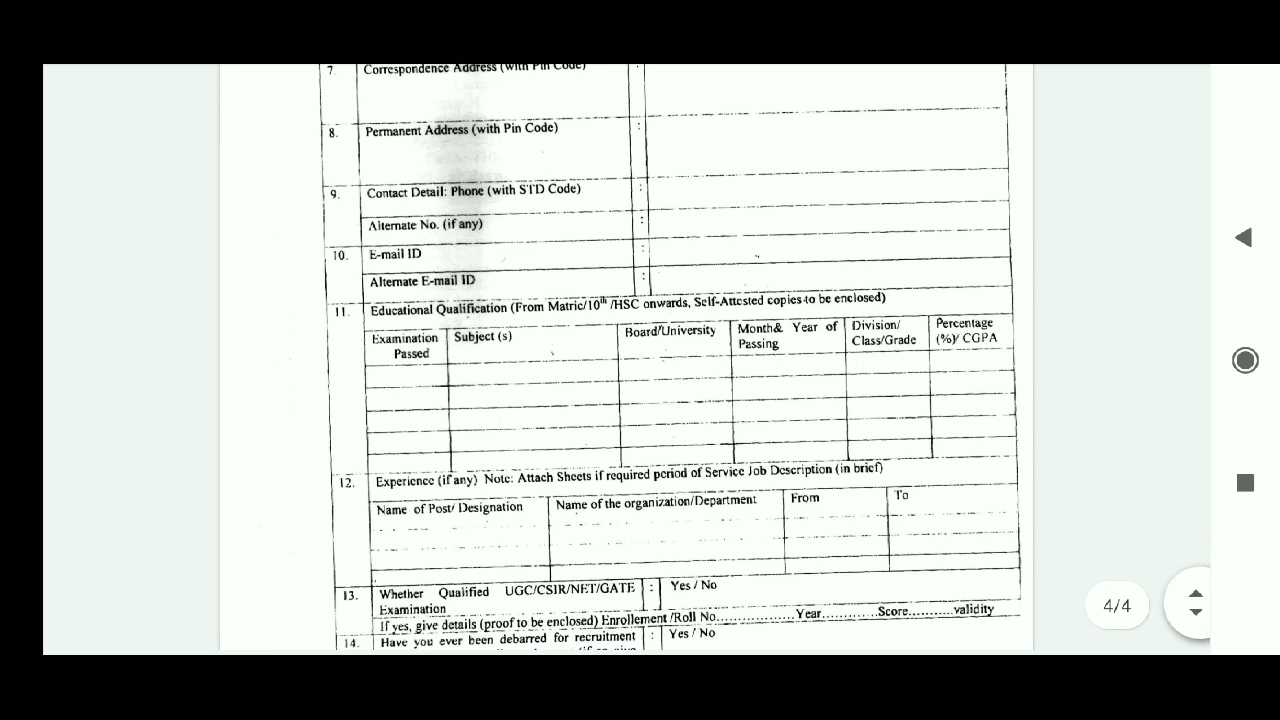 7. Correspondence Address (with Pin Code) :
8. Permanent Address (with Pin Code) :
9. Contact Detail: Phone (with STD Code) :
Alternate No. (if any) :
10. E-mail ID :
Alternate E-mail ID :
11. Educational Qualification (From Matric/10th /HSC onwards, Self-Attested copies to be enclosed)
Examination Passed Subject (s) Board/University Month& Year of Passing Division/ Class/Grade Percentage (%)/ CGPA
12. Experience (if any) Note: Attach Sheets if required period of Service Job Description (in brief)
Name of Post/ Designation Name of the organization/Department From To
13. Whether Qualified UGC/CSIR/NET/GATE : Yes / No
Examination
If yes, give details (proof to be enclosed) Enrollement /Roll No.................Year............Score..........validity
14. Have you ever been debarred for recruitment : Yes / No
4/4